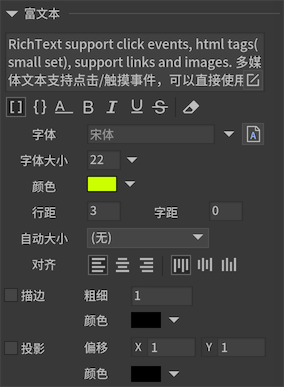 富文本
RichText support click events, html tags(
small set), support links and images. 多媒
体文本支持点击/触摸事件，可以直接使用
[ ] { } A B I U S
字体 宋体 A
字体大小 22
颜色
行距 3 字距 0
自动大小 (无)
对齐
描边 粗细 1
颜色
投影 偏移 X 1 Y 1
颜色